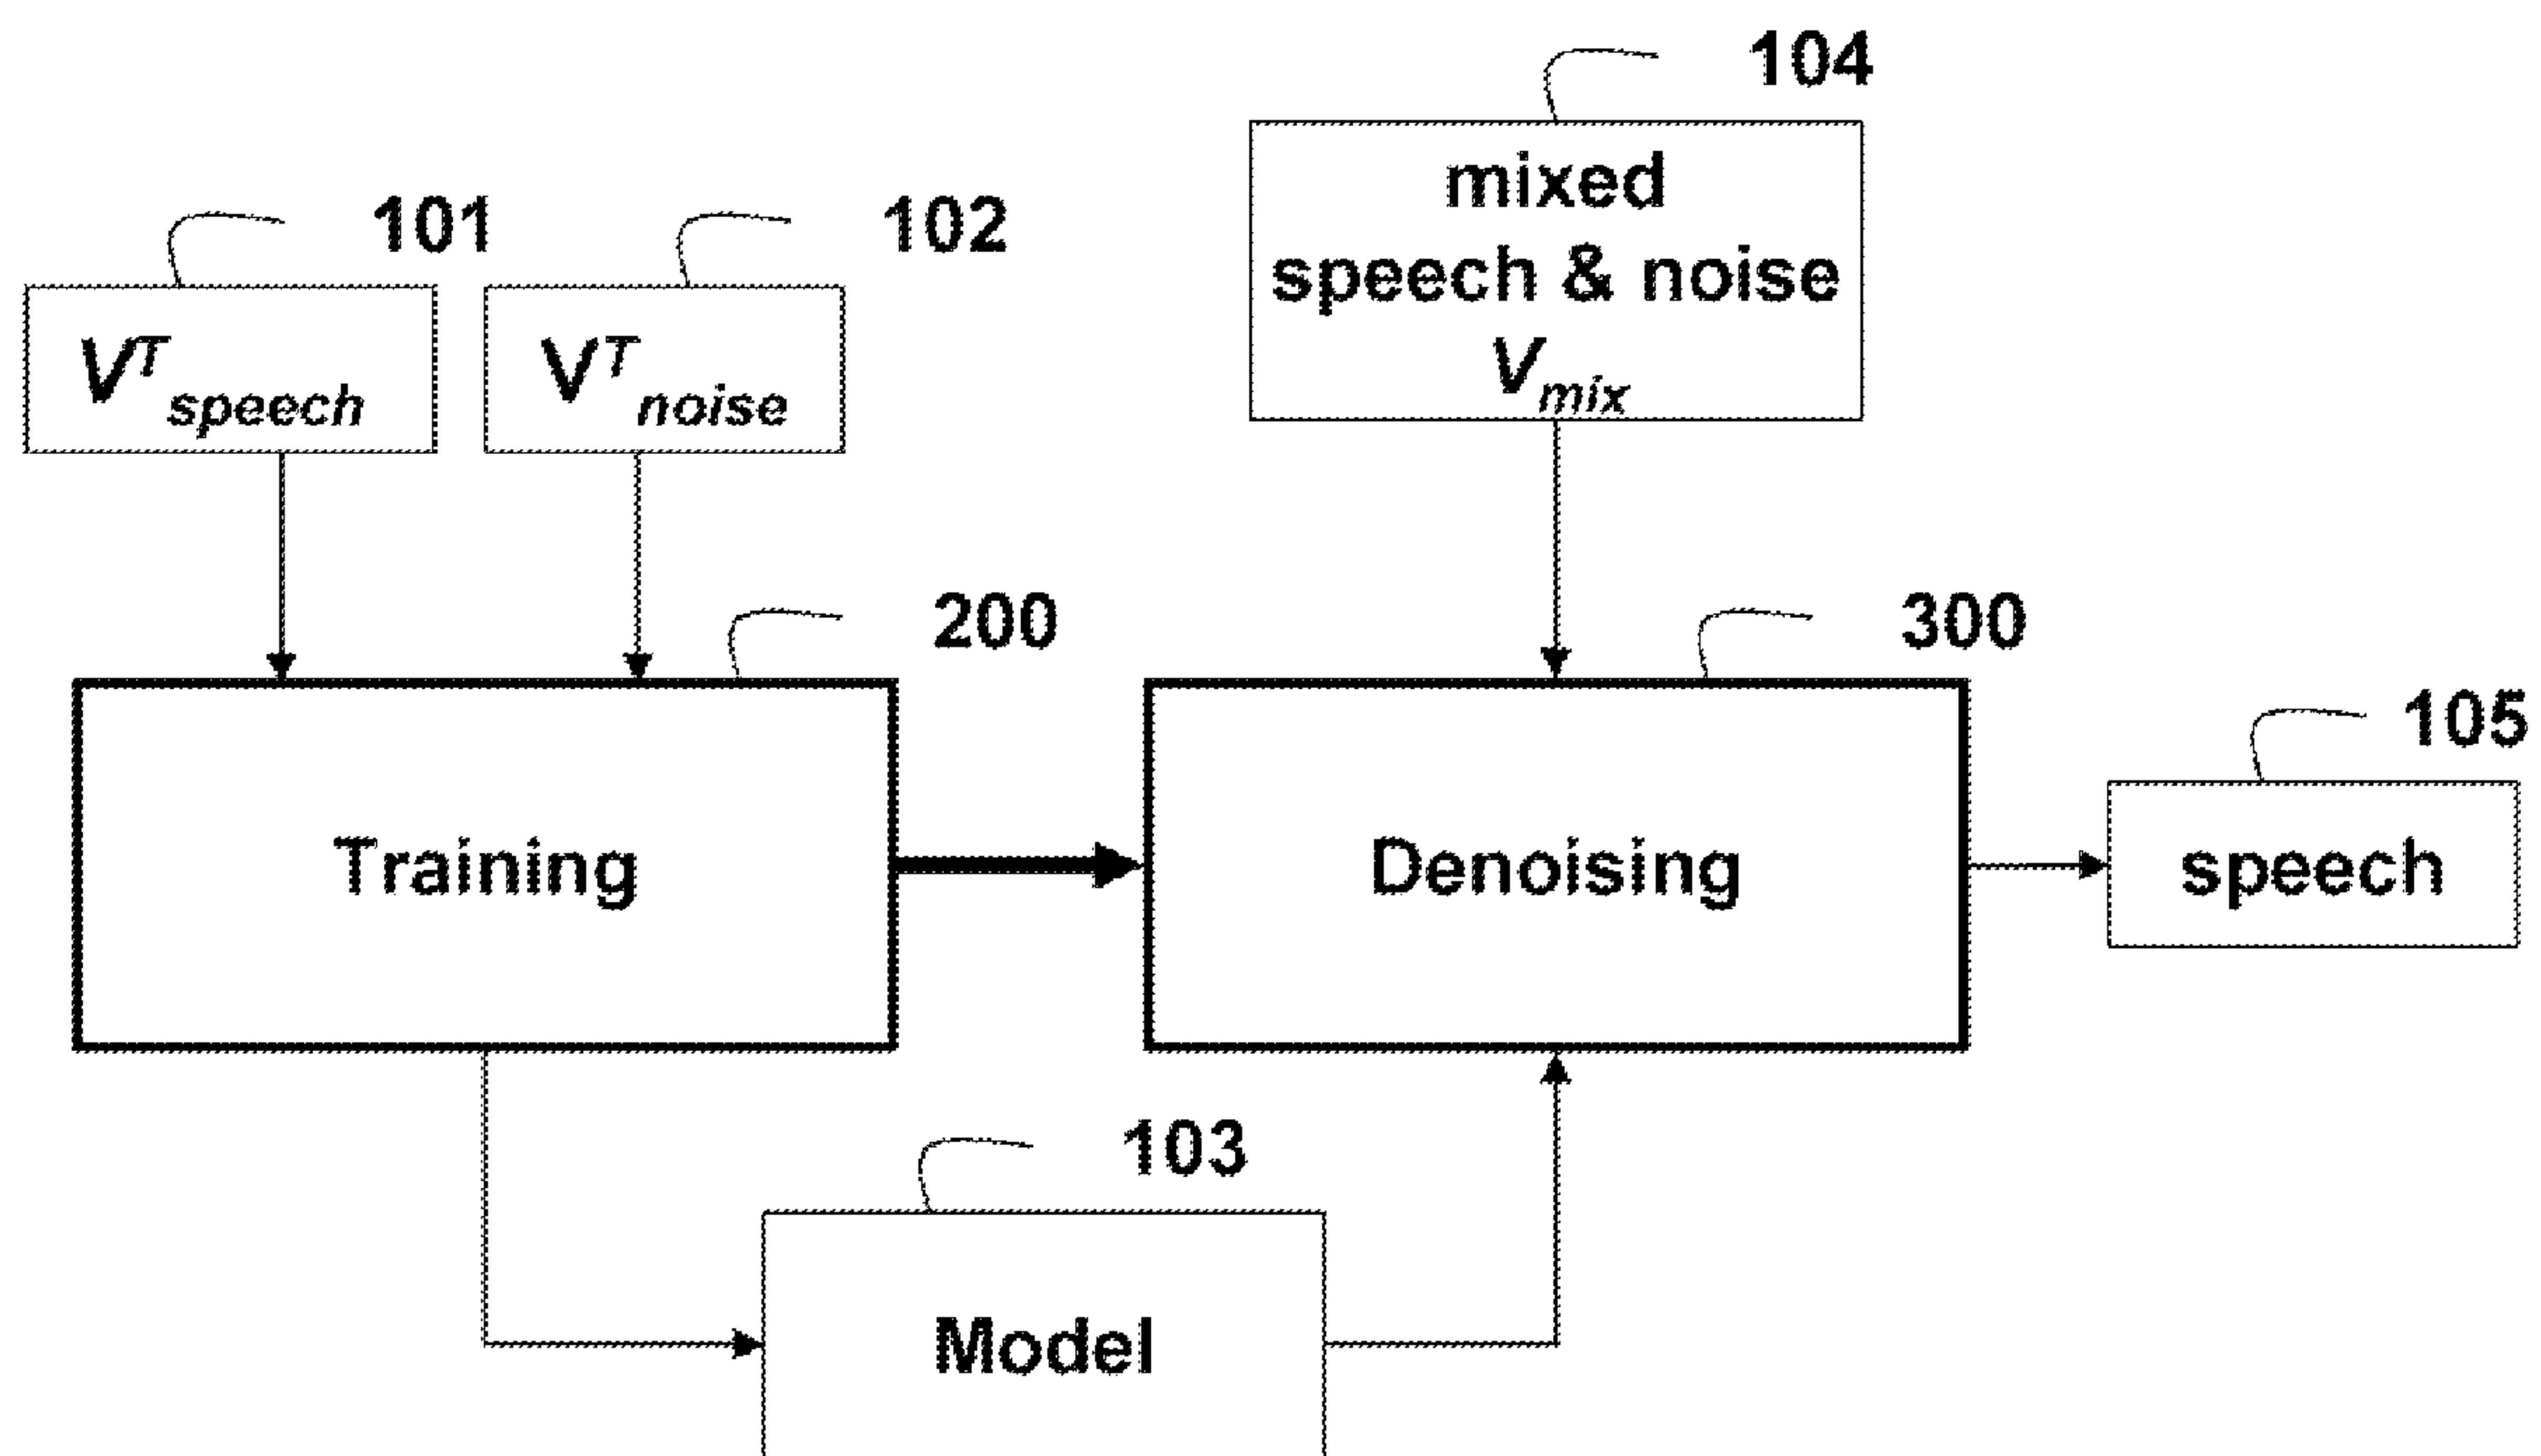 104
mixed
speech & noise
V_mix
101
102
V^T_speech
V^T_noise
200
300
105
Training
Denoising
speech
103
Model